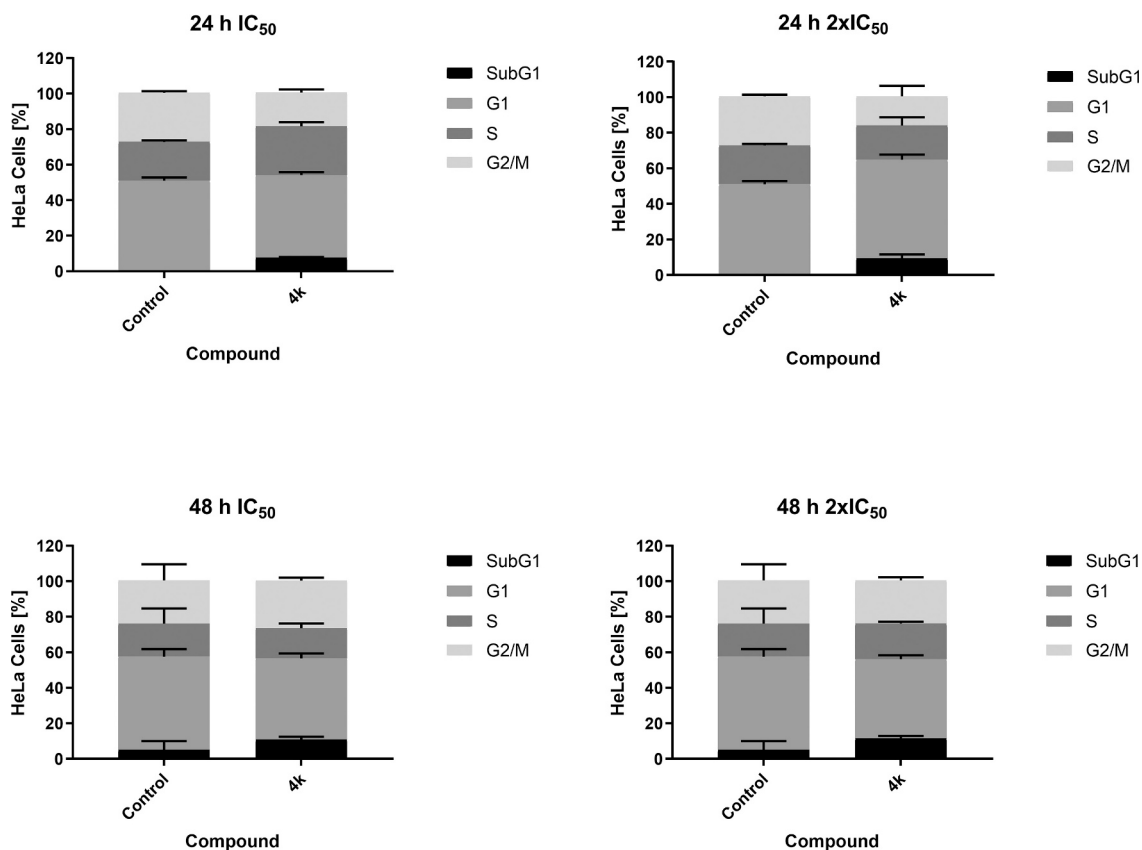 24 h IC50
120
100
80
60
40
20
0
HeLa Cells [%]
Control
4k
Compound
SubG1
G1
S
G2/M
24 h 2xIC50
120
100
80
60
40
20
0
HeLa Cells [%]
Control
4k
Compound
SubG1
G1
S
G2/M
48 h IC50
120
100
80
60
40
20
0
HeLa Cells [%]
Control
4k
Compound
SubG1
G1
S
G2/M
48 h 2xIC50
120
100
80
60
40
20
0
HeLa Cells [%]
Control
4k
Compound
SubG1
G1
S
G2/M